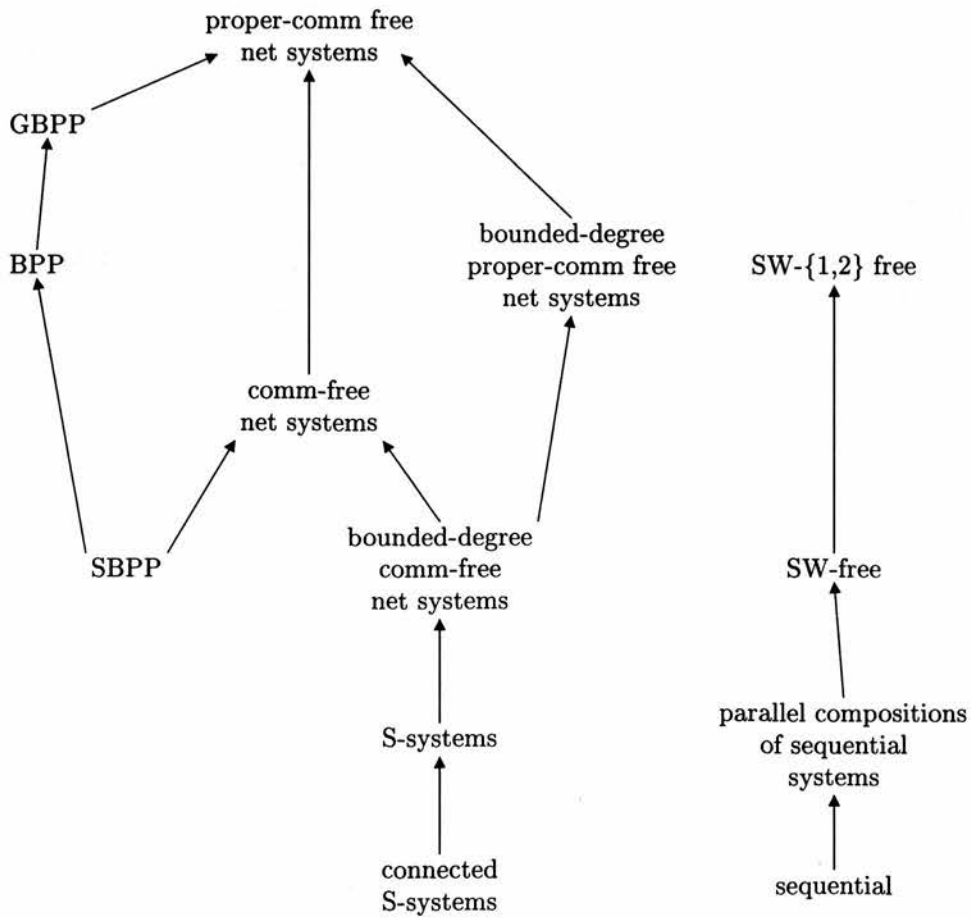 proper-comm free
net systems
GBPP
BPP
bounded-degree
proper-comm free
net systems
SW-{1,2} free
comm-free
net systems
SBPP
bounded-degree
comm-free
net systems
SW-free
S-systems
parallel compositions
of sequential
systems
connected
S-systems
sequential